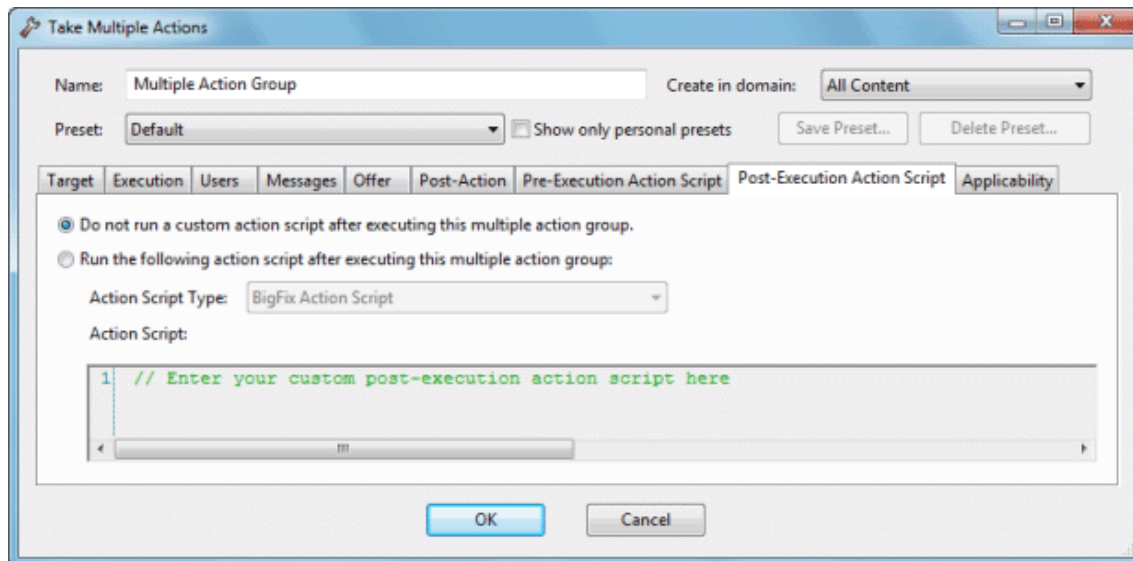 Take Multiple Actions
Name: Multiple Action Group Create in domain: All Content
Preset: Default Show only personal presets Save Preset... Delete Preset...
Target Execution Users Messages Offer Post-Action Pre-Execution Action Script Post-Execution Action Script Applicability
Do not run a custom action script after executing this multiple action group.
Run the following action script after executing this multiple action group:
Action Script Type: BigFix Action Script
Action Script:
1 // Enter your custom post-execution action script here
OK Cancel